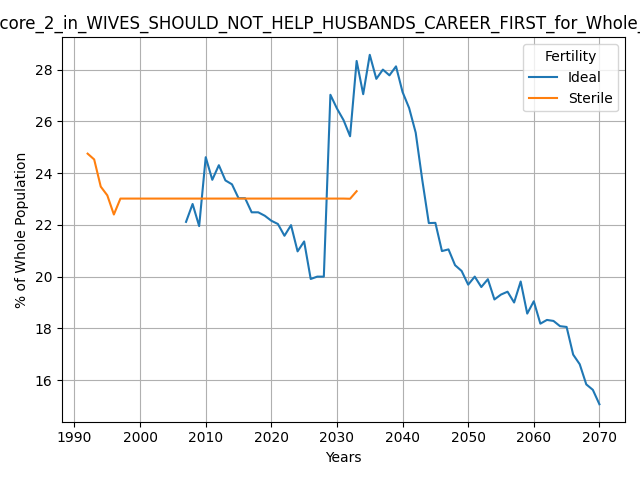 core_2_in_WIVES_SHOULD_NOT_HELP_HUSBANDS_CAREER_FIRST_for_Whole_
Fertility
Ideal
Sterile
% of Whole Population
28
26
24
22
20
18
16
1990 2000 2010 2020 2030 2040 2050 2060 2070
Years